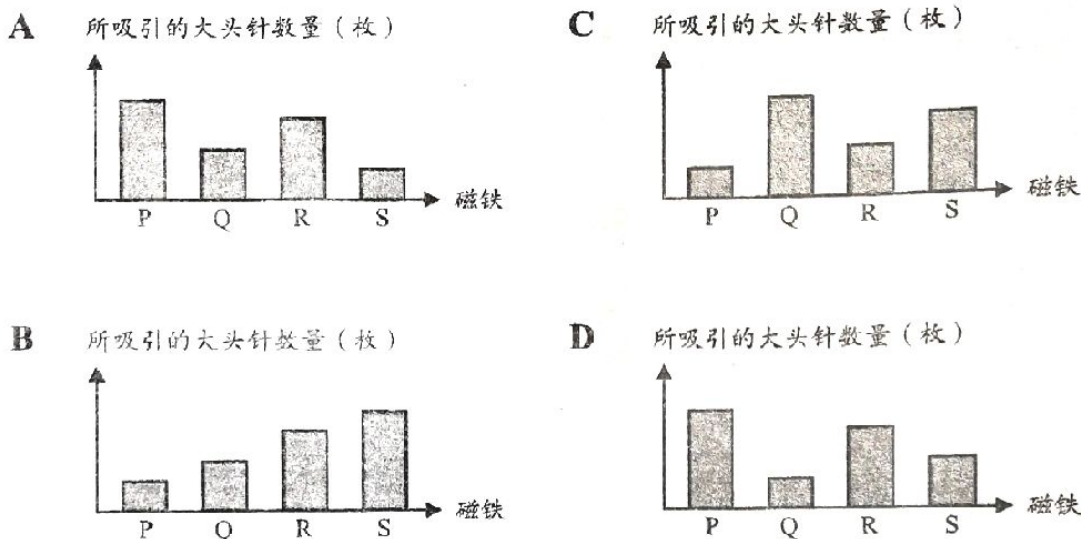 A 所吸引的大头针数量（枚）
磁铁
P Q R S
C 所吸引的大头针数量（枚）
磁铁
P Q R S
B 所吸引的大头针数量（枚）
磁铁
P Q R S
D 所吸引的大头针数量（枚）
磁铁
P Q R S